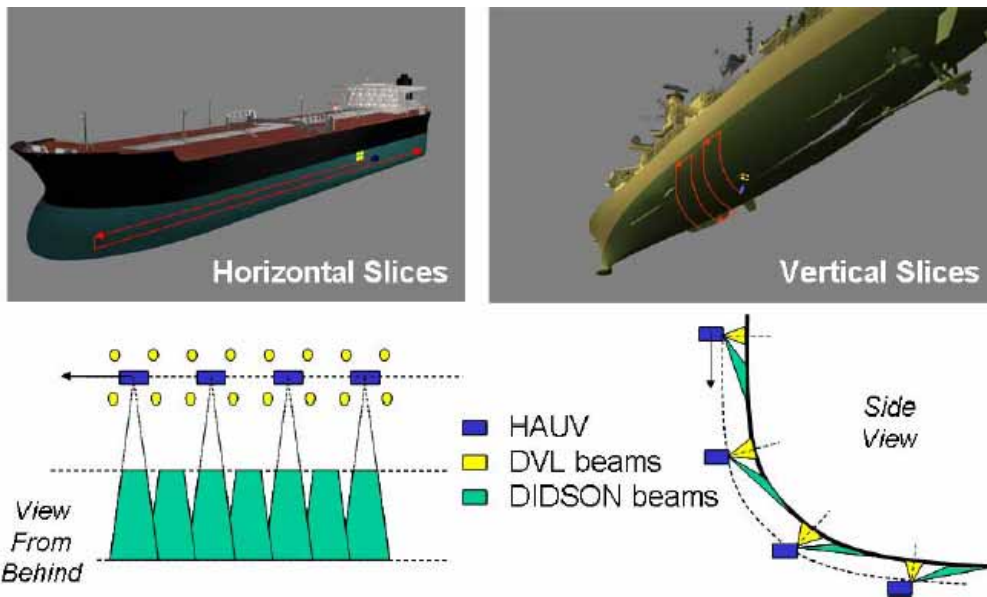 Horizontal Slices
Vertical Slices
View
From
Behind
HAUV
DVL beams
DIDSON beams
Side
View